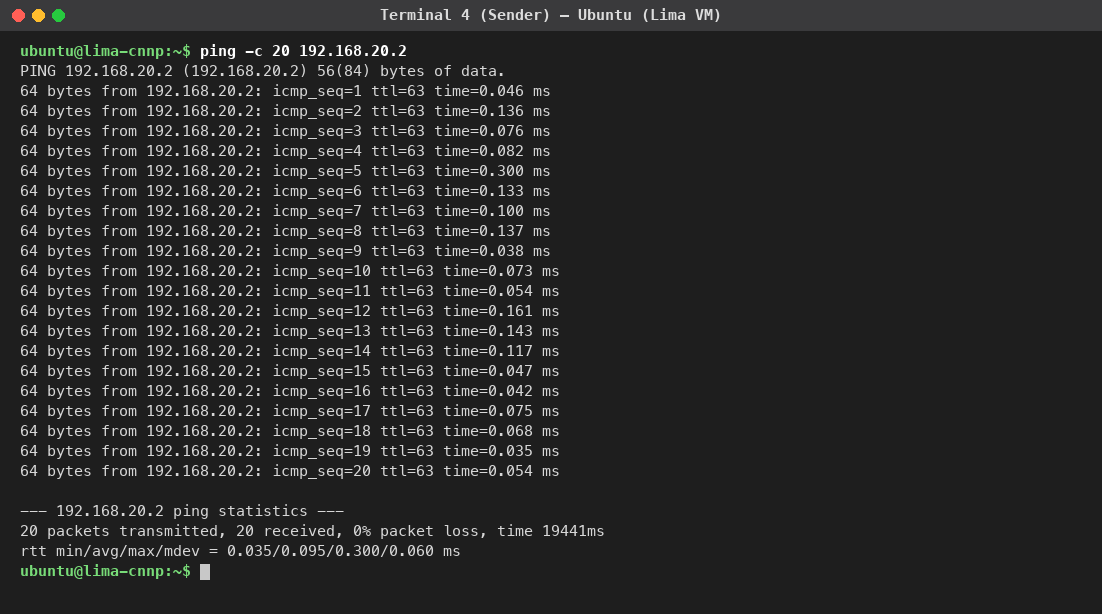 Terminal 4 (Sender) — Ubuntu (Lima VM)
ubuntu@lima-cnnp:~$ ping -c 20 192.168.20.2
PING 192.168.20.2 (192.168.20.2) 56(84) bytes of data.
64 bytes from 192.168.20.2: icmp_seq=1 ttl=63 time=0.046 ms
64 bytes from 192.168.20.2: icmp_seq=2 ttl=63 time=0.136 ms
64 bytes from 192.168.20.2: icmp_seq=3 ttl=63 time=0.076 ms
64 bytes from 192.168.20.2: icmp_seq=4 ttl=63 time=0.082 ms
64 bytes from 192.168.20.2: icmp_seq=5 ttl=63 time=0.300 ms
64 bytes from 192.168.20.2: icmp_seq=6 ttl=63 time=0.133 ms
64 bytes from 192.168.20.2: icmp_seq=7 ttl=63 time=0.100 ms
64 bytes from 192.168.20.2: icmp_seq=8 ttl=63 time=0.137 ms
64 bytes from 192.168.20.2: icmp_seq=9 ttl=63 time=0.038 ms
64 bytes from 192.168.20.2: icmp_seq=10 ttl=63 time=0.073 ms
64 bytes from 192.168.20.2: icmp_seq=11 ttl=63 time=0.054 ms
64 bytes from 192.168.20.2: icmp_seq=12 ttl=63 time=0.161 ms
64 bytes from 192.168.20.2: icmp_seq=13 ttl=63 time=0.143 ms
64 bytes from 192.168.20.2: icmp_seq=14 ttl=63 time=0.117 ms
64 bytes from 192.168.20.2: icmp_seq=15 ttl=63 time=0.047 ms
64 bytes from 192.168.20.2: icmp_seq=16 ttl=63 time=0.042 ms
64 bytes from 192.168.20.2: icmp_seq=17 ttl=63 time=0.075 ms
64 bytes from 192.168.20.2: icmp_seq=18 ttl=63 time=0.068 ms
64 bytes from 192.168.20.2: icmp_seq=19 ttl=63 time=0.035 ms
64 bytes from 192.168.20.2: icmp_seq=20 ttl=63 time=0.054 ms
--- 192.168.20.2 ping statistics ---
20 packets transmitted, 20 received, 0% packet loss, time 19441ms
rtt min/avg/max/mdev = 0.035/0.095/0.300/0.060 ms
ubuntu@lima-cnnp:~$